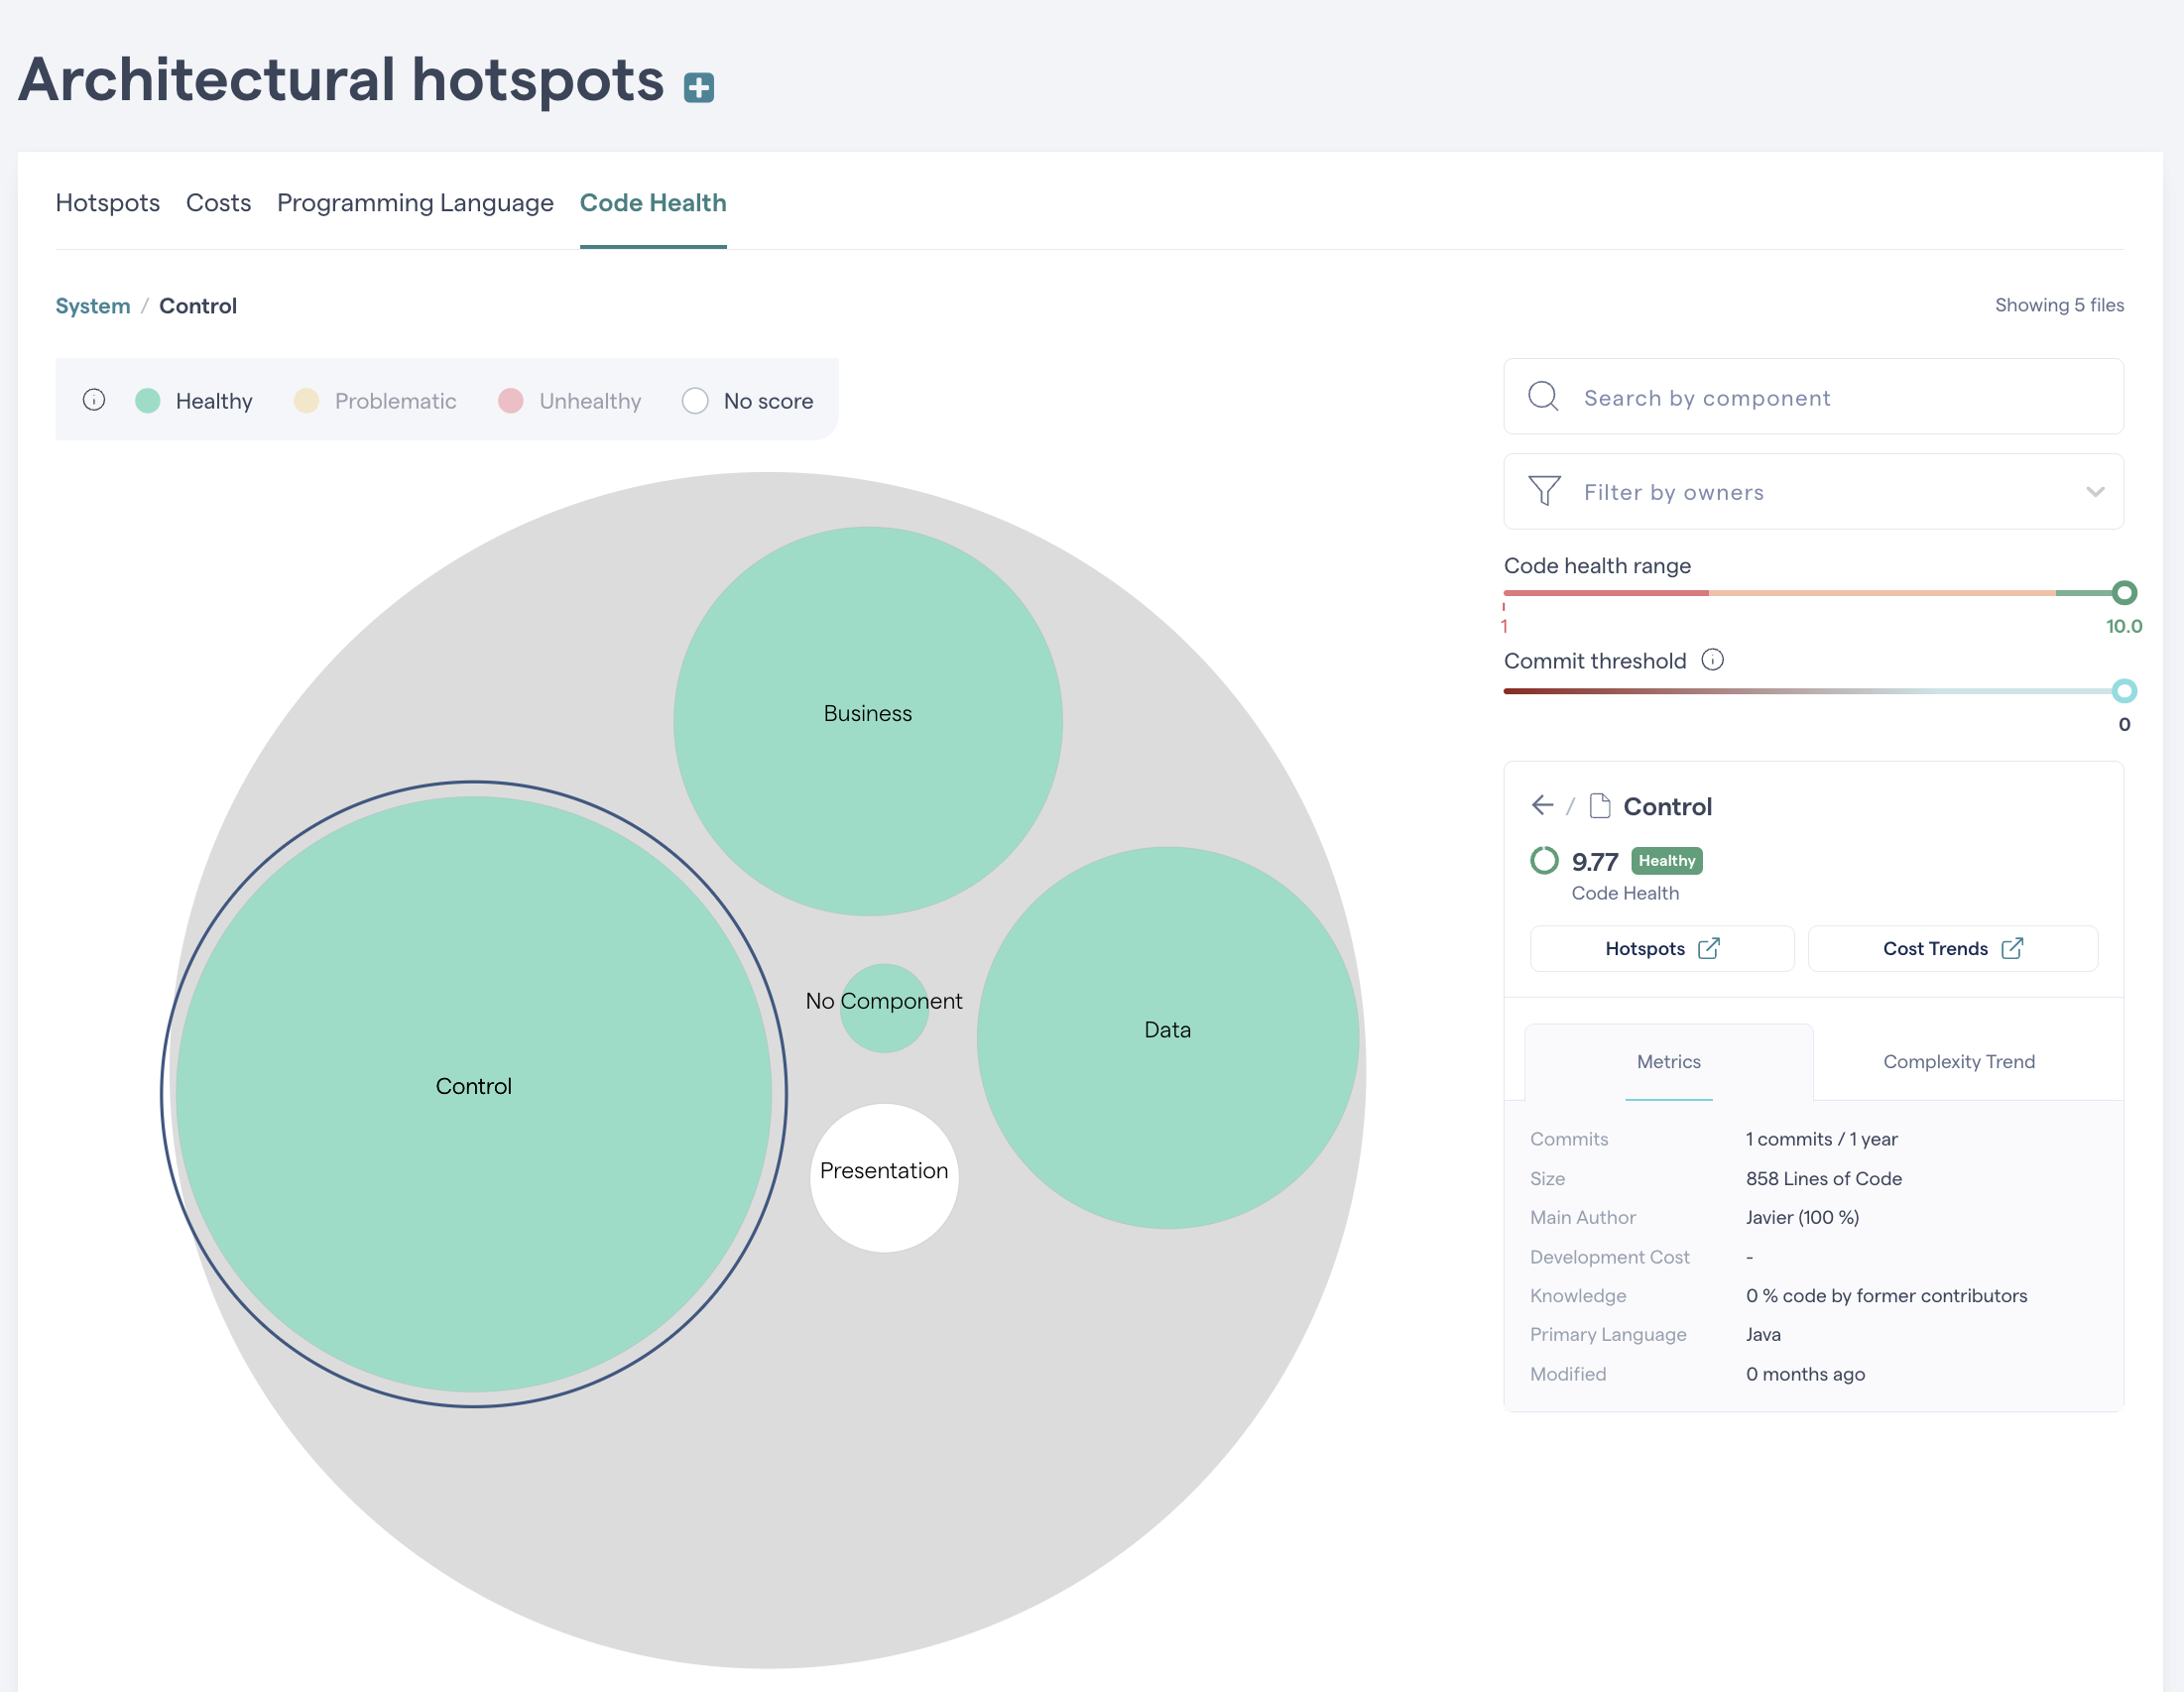 Architectural hotspots
Hotspots Costs Programming Language Code Health
System / Control
Showing 5 files
Healthy Problematic Unhealthy No score
Business
No Component
Data
Control
Presentation
Search by component
Filter by owners
Code health range
1 10.0
Commit threshold
0
/ Control
9.77 Healthy
Code Health
Hotspots Cost Trends
Metrics Complexity Trend
Commits 1 commits / 1 year
Size 858 Lines of Code
Main Author Javier (100 %)
Development Cost -
Knowledge 0 % code by former contributors
Primary Language Java
Modified 0 months ago